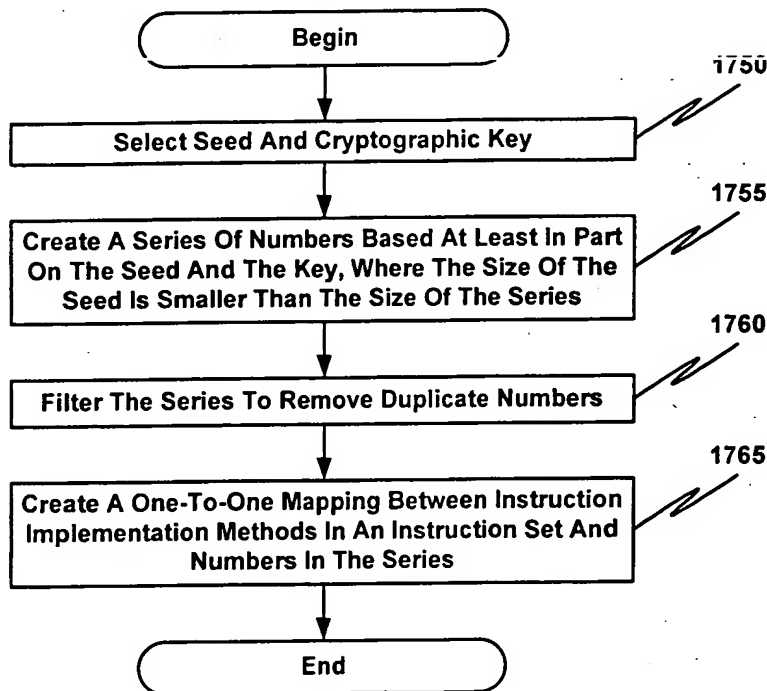 Begin
1750
Select Seed And Cryptographic Key
1755
Create A Series Of Numbers Based At Least In Part
On The Seed And The Key, Where The Size Of The
Seed Is Smaller Than The Size Of The Series
1760
Filter The Series To Remove Duplicate Numbers
1765
Create A One-To-One Mapping Between Instruction
Implementation Methods In An Instruction Set And
Numbers In The Series
End